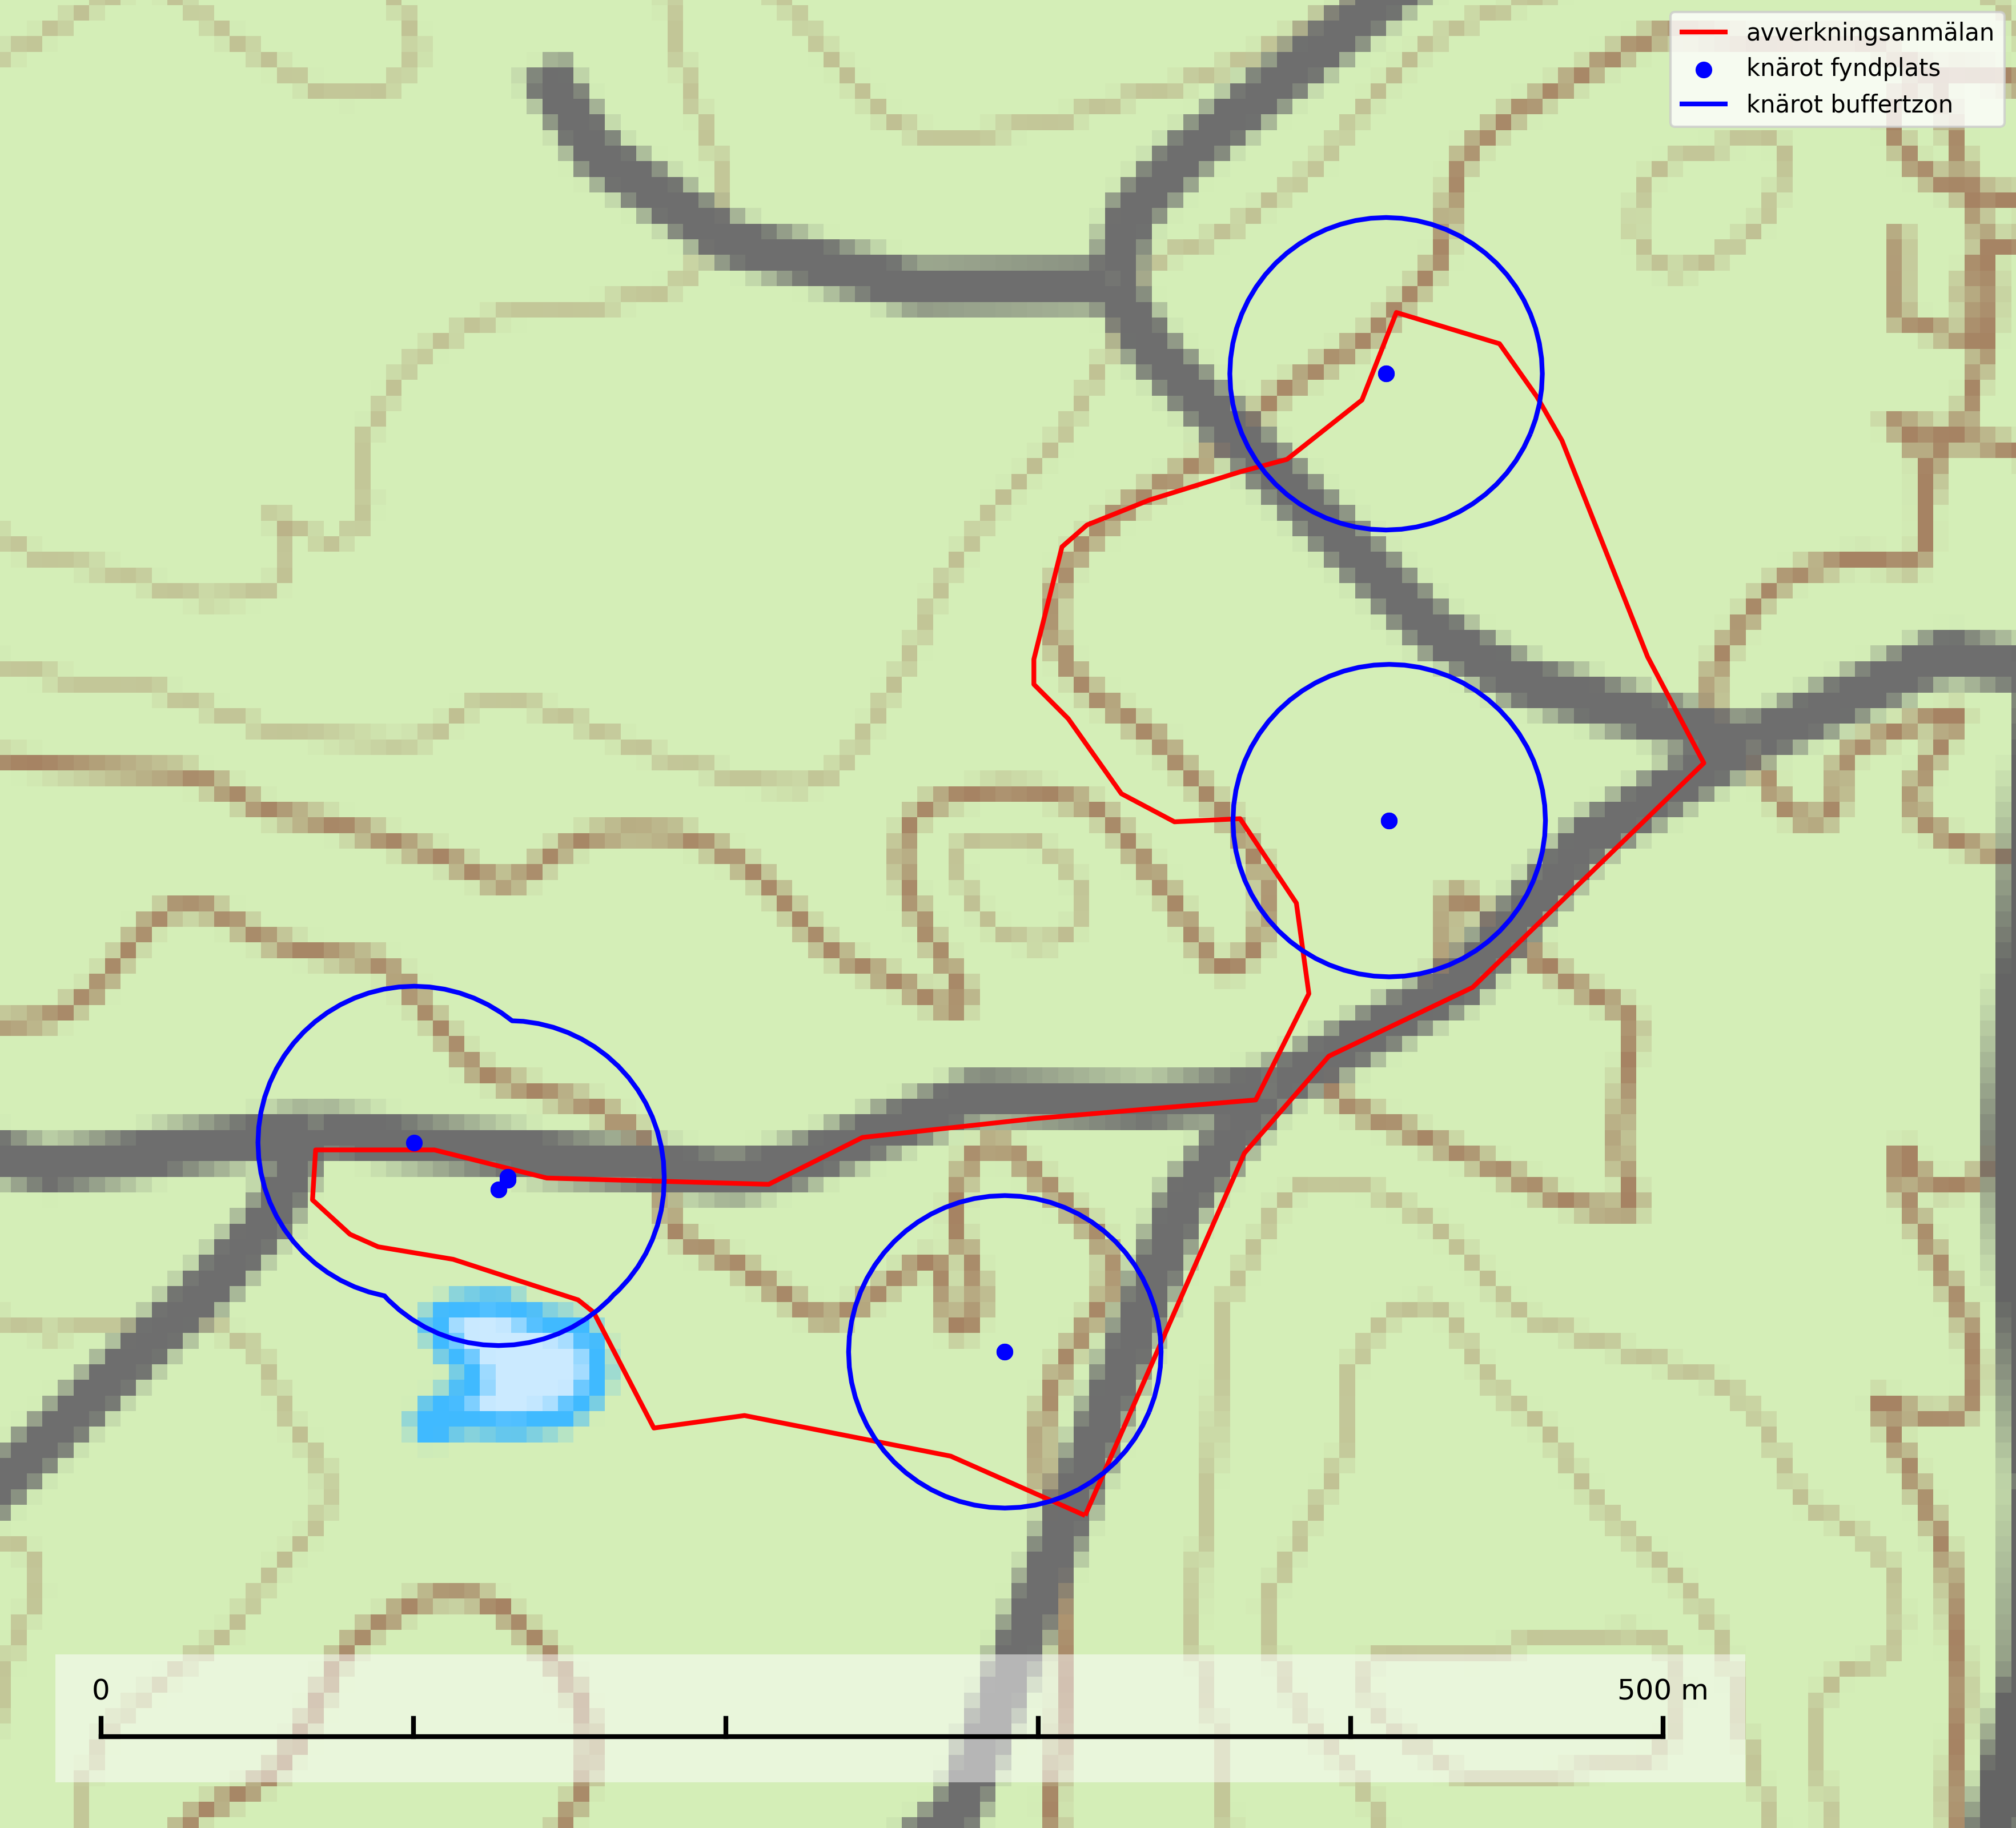 avverkningsanmälan
knärot fyndplats
knärot buffertzon
0 500 m